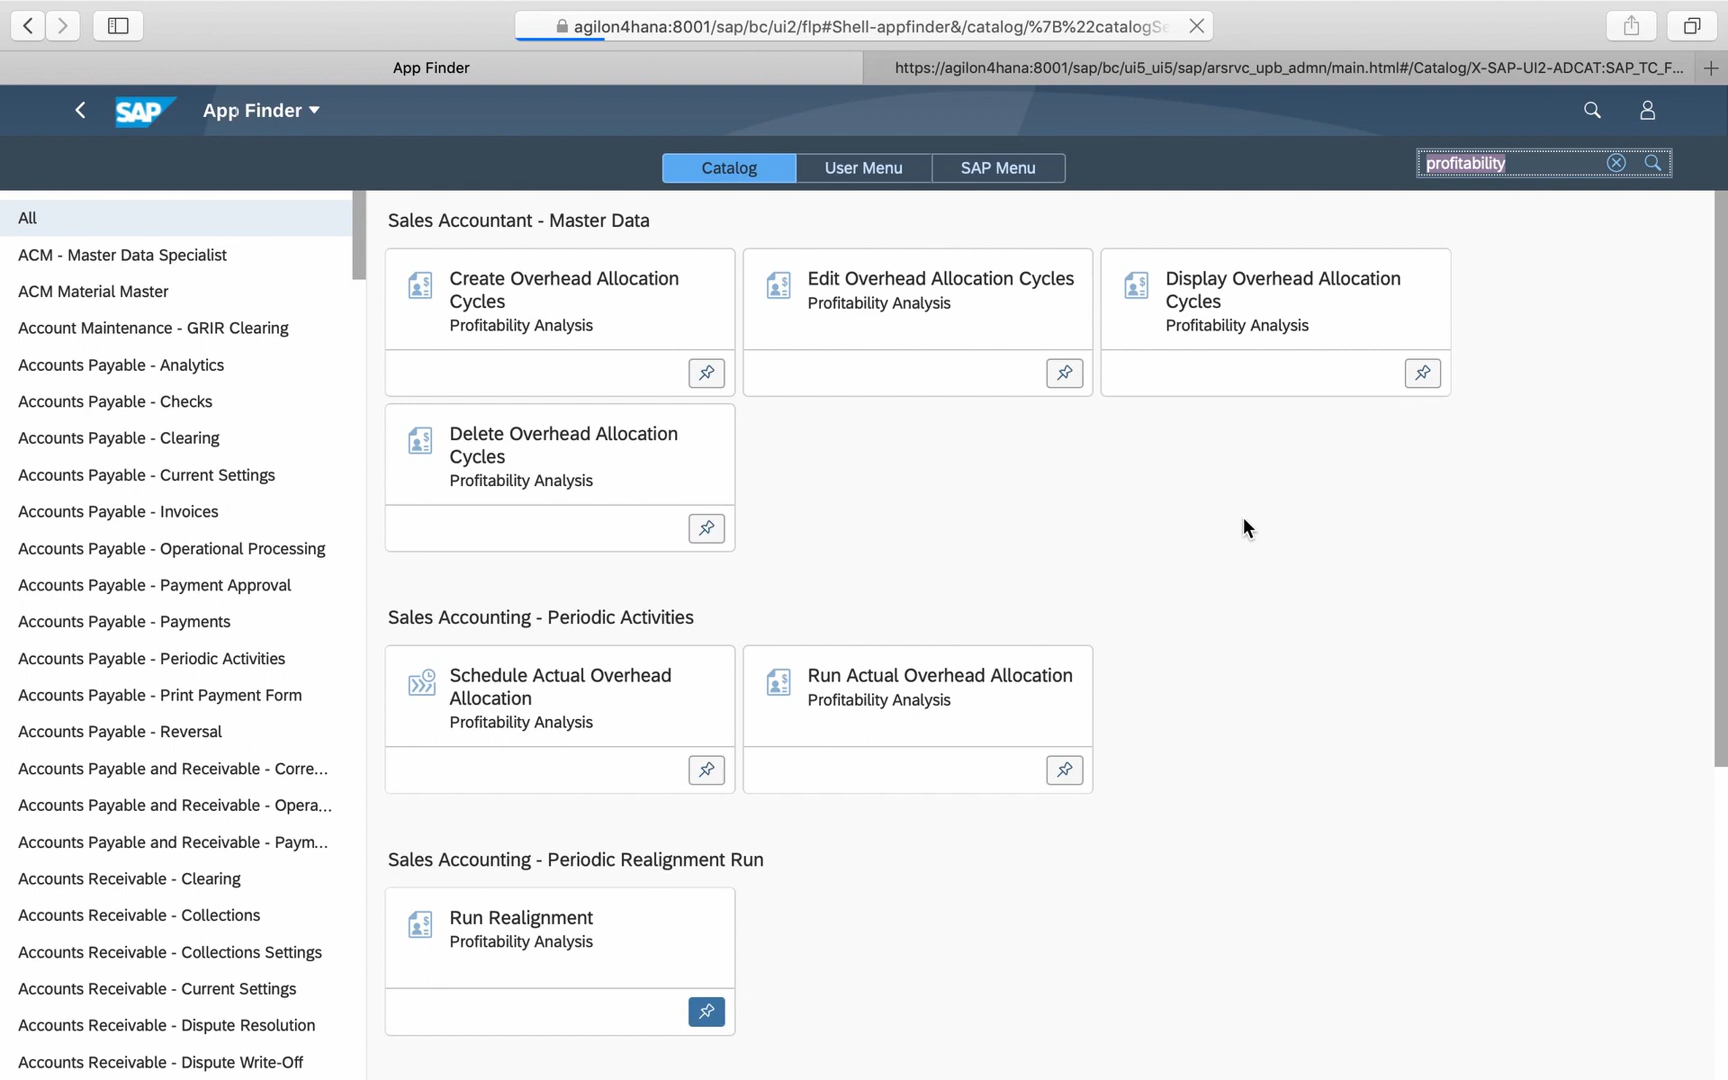 agilon4hana:8001/sap/bc/ui2/flp#Shell-appfinder&/catalog/%7B%22catalogSe
App Finder
https://agilon4hana:8001/sap/bc/ui5_ui5/sap/arsrvc_upb_admn/main.html#/Catalog/X-SAP-UI2-ADCAT:SAP_TC_F...
SAP
App Finder
Catalog
User Menu
SAP Menu
profitability
All
ACM - Master Data Specialist
ACM Material Master
Account Maintenance - GRIR Clearing
Accounts Payable - Analytics
Accounts Payable - Checks
Accounts Payable - Clearing
Accounts Payable - Current Settings
Accounts Payable - Invoices
Accounts Payable - Operational Processing
Accounts Payable - Payment Approval
Accounts Payable - Payments
Accounts Payable - Periodic Activities
Accounts Payable - Print Payment Form
Accounts Payable - Reversal
Accounts Payable and Receivable - Corre...
Accounts Payable and Receivable - Opera...
Accounts Payable and Receivable - Paym...
Accounts Receivable - Clearing
Accounts Receivable - Collections
Accounts Receivable - Collections Settings
Accounts Receivable - Current Settings
Accounts Receivable - Dispute Resolution
Accounts Receivable - Dispute Write-Off
Sales Accountant - Master Data
Create Overhead Allocation
Cycles
Profitability Analysis
Edit Overhead Allocation Cycles
Profitability Analysis
Display Overhead Allocation
Cycles
Profitability Analysis
Delete Overhead Allocation
Cycles
Profitability Analysis
Sales Accounting - Periodic Activities
Schedule Actual Overhead
Allocation
Profitability Analysis
Run Actual Overhead Allocation
Profitability Analysis
Sales Accounting - Periodic Realignment Run
Run Realignment
Profitability Analysis